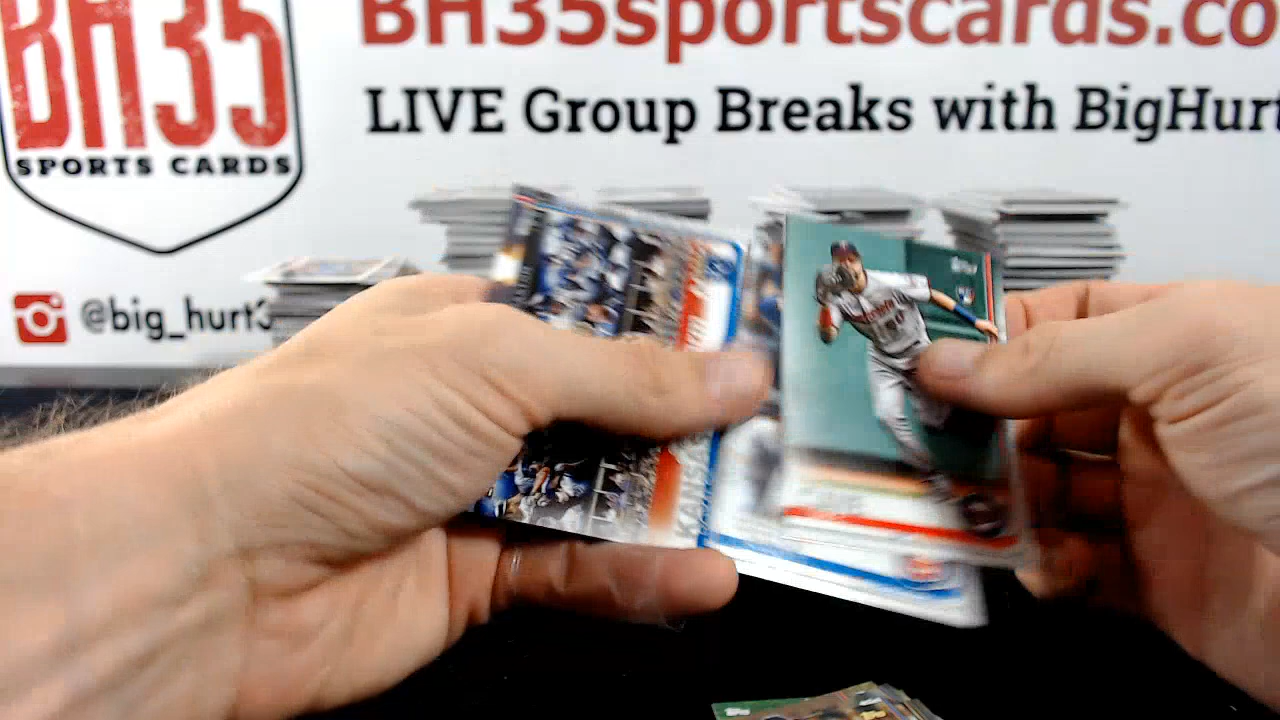 BH35
SPORTS CARDS
BH35sportscards.co
LIVE Group Breaks with BigHurt
@big_hurt3